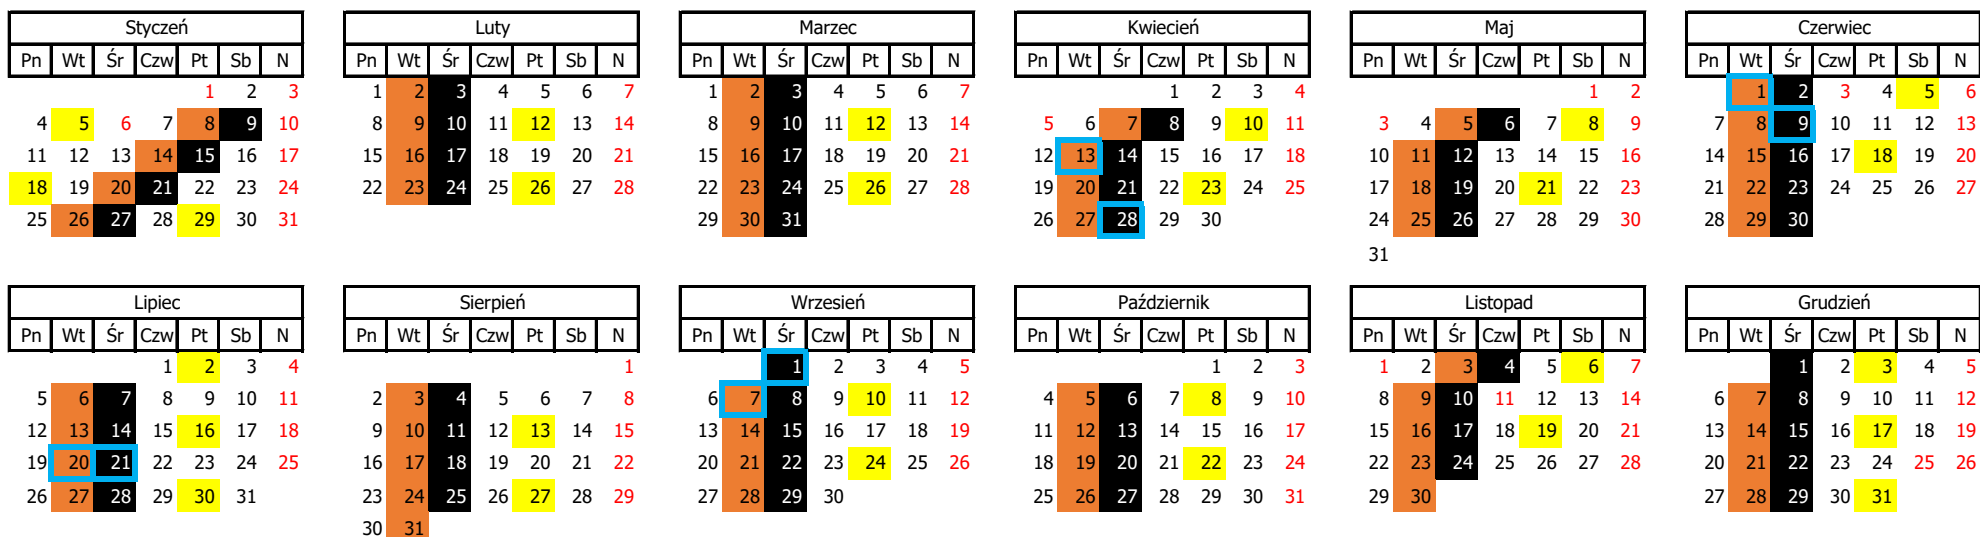 Styczeń Luty Marzec Kwiecień Maj Czerwiec
Pn Wt Śr Czw Pt Sb N Pn Wt Śr Czw Pt Sb N Pn Wt Śr Czw Pt Sb N Pn Wt Śr Czw Pt Sb N Pn Wt Śr Czw Pt Sb N Pn Wt Śr Czw Pt Sb N
1 2 3 1 2 3 4 5 6 7 1 2 3 4 5 6 7 1 2 3 4 1 2 1 2 3 4 5 6
4 5 6 7 8 9 10 8 9 10 11 12 13 14 8 9 10 11 12 13 14 5 6 7 8 9 10 11 3 4 5 6 7 8 9 7 8 9 10 11 12 13
11 12 13 14 15 16 17 15 16 17 18 19 20 21 15 16 17 18 19 20 21 12 13 14 15 16 17 18 10 11 12 13 14 15 16 14 15 16 17 18 19 20
18 19 20 21 22 23 24 22 23 24 25 26 27 28 22 23 24 25 26 27 28 19 20 21 22 23 24 25 17 18 19 20 21 22 23 21 22 23 24 25 26 27
25 26 27 28 29 30 31 29 30 31 26 27 28 29 30 24 25 26 27 28 29 30 28 29 30
31
Lipiec Sierpień Wrzesień Październik Listopad Grudzień
Pn Wt Śr Czw Pt Sb N Pn Wt Śr Czw Pt Sb N Pn Wt Śr Czw Pt Sb N Pn Wt Śr Czw Pt Sb N Pn Wt Śr Czw Pt Sb N Pn Wt Śr Czw Pt Sb N
1 2 3 4 1 1 2 3 4 5 1 2 3 1 2 3 4 5 6 7 1 2 3 4 5
5 6 7 8 9 10 11 2 3 4 5 6 7 8 6 7 8 9 10 11 12 4 5 6 7 8 9 10 8 9 10 11 12 13 14 6 7 8 9 10 11 12
12 13 14 15 16 17 18 9 10 11 12 13 14 15 13 14 15 16 17 18 19 11 12 13 14 15 16 17 15 16 17 18 19 20 21 13 14 15 16 17 18 19
19 20 21 22 23 24 25 16 17 18 19 20 21 22 20 21 22 23 24 25 26 18 19 20 21 22 23 24 22 23 24 25 26 27 28 20 21 22 23 24 25 26
26 27 28 29 30 31 23 24 25 26 27 28 29 27 28 29 30 25 26 27 28 29 30 31 29 30 27 28 29 30 31
30 31